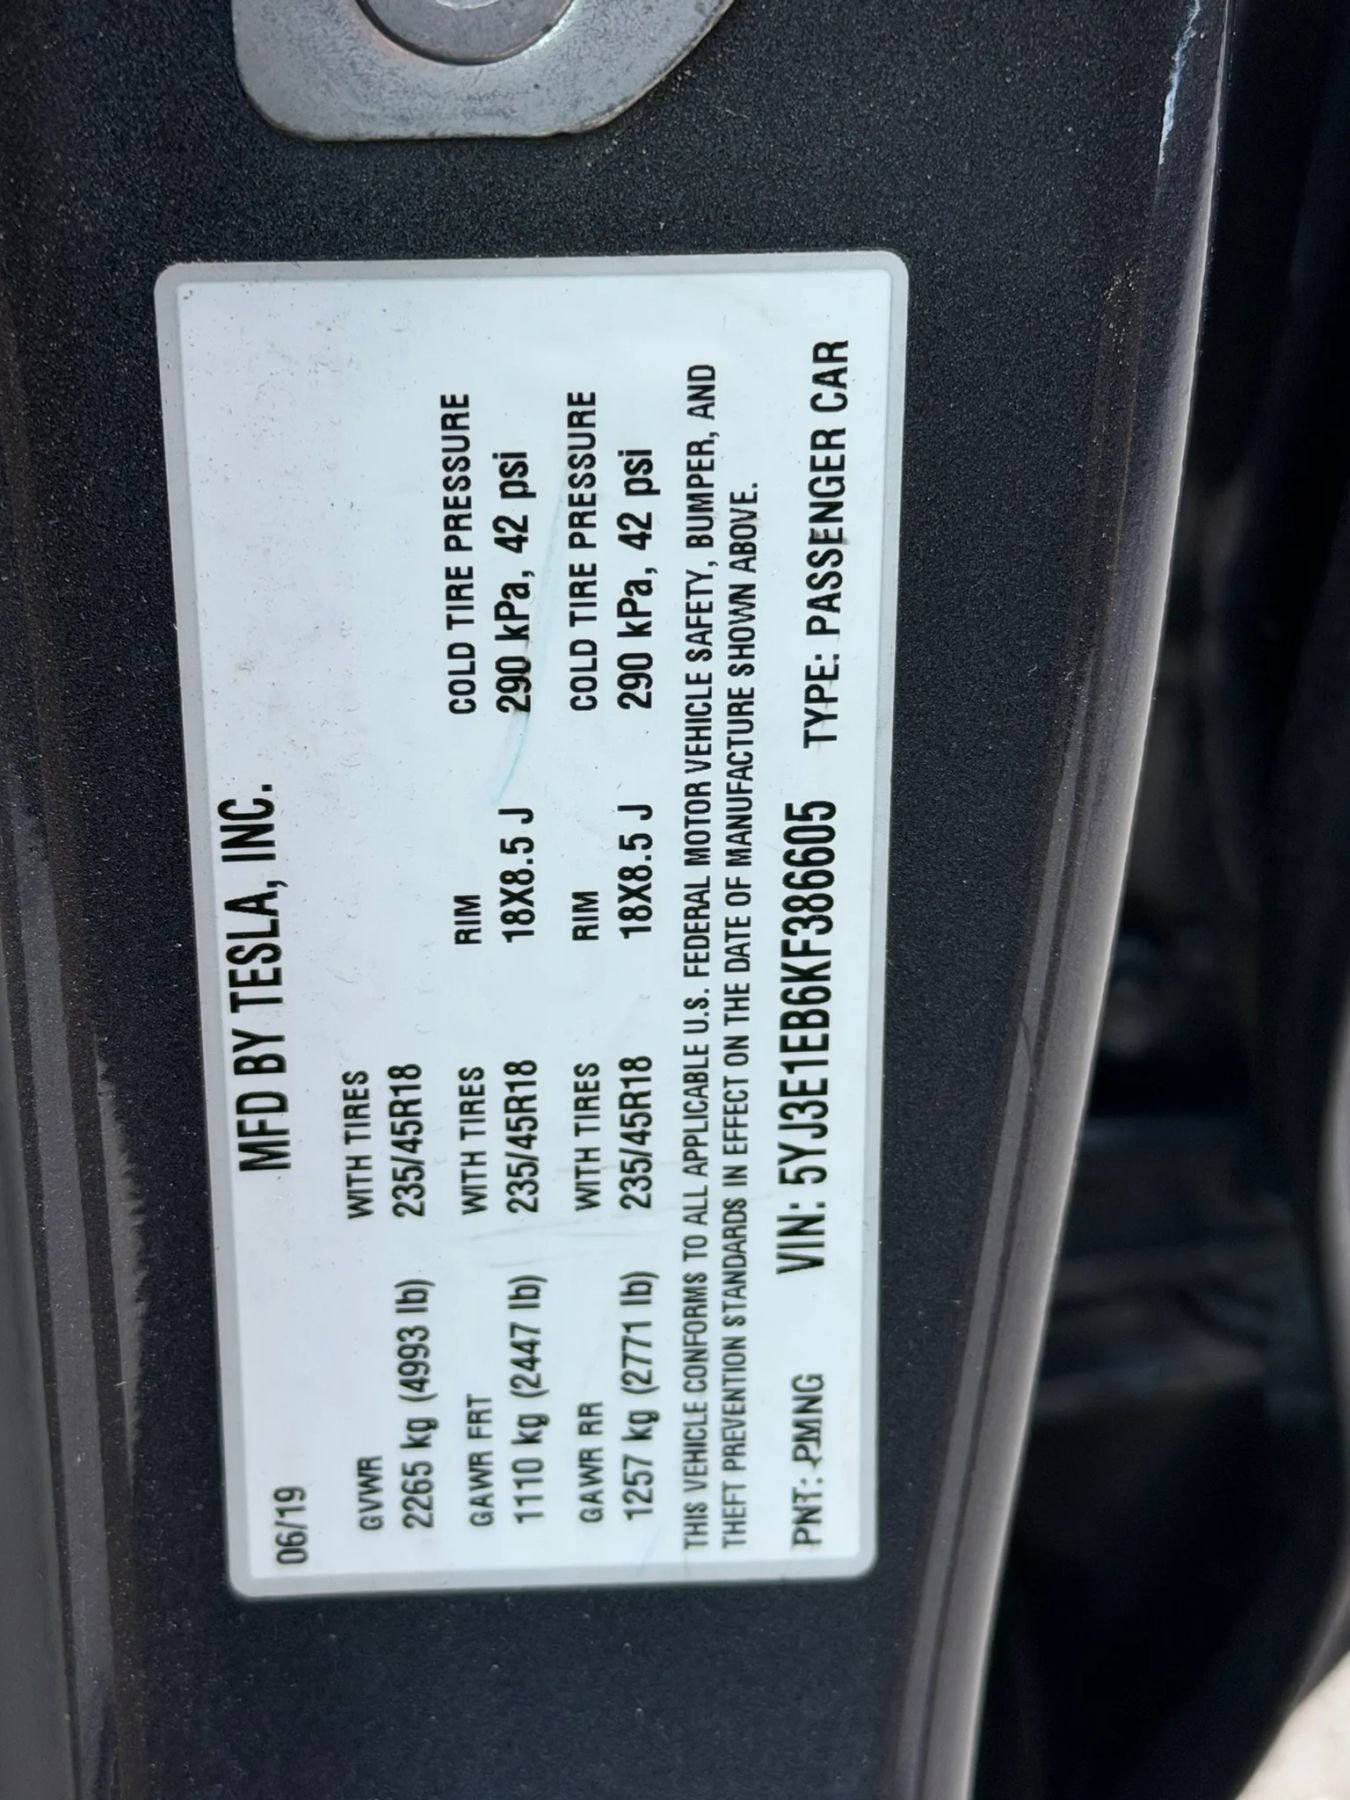 MFD BY TESLA, INC.
06/19
GVWR WITH TIRES
2265 kg (4993 lb) 235/45R18
GAWR FRT WITH TIRES RIM COLD TIRE PRESSURE
1110 kg (2447 lb) 235/45R18 18X8.5 J 290 kPa, 42 psi
GAWR RR WITH TIRES RIM COLD TIRE PRESSURE
1257 kg (2771 lb) 235/45R18 18X8.5 J 290 kPa, 42 psi
THIS VEHICLE CONFORMS TO ALL APPLICABLE U.S. FEDERAL MOTOR VEHICLE SAFETY, BUMPER, AND
THEFT PREVENTION STANDARDS IN EFFECT ON THE DATE OF MANUFACTURE SHOWN ABOVE.
PNT: PMNG VIN: 5YJ3E1EB6KF386605 TYPE: PASSENGER CAR